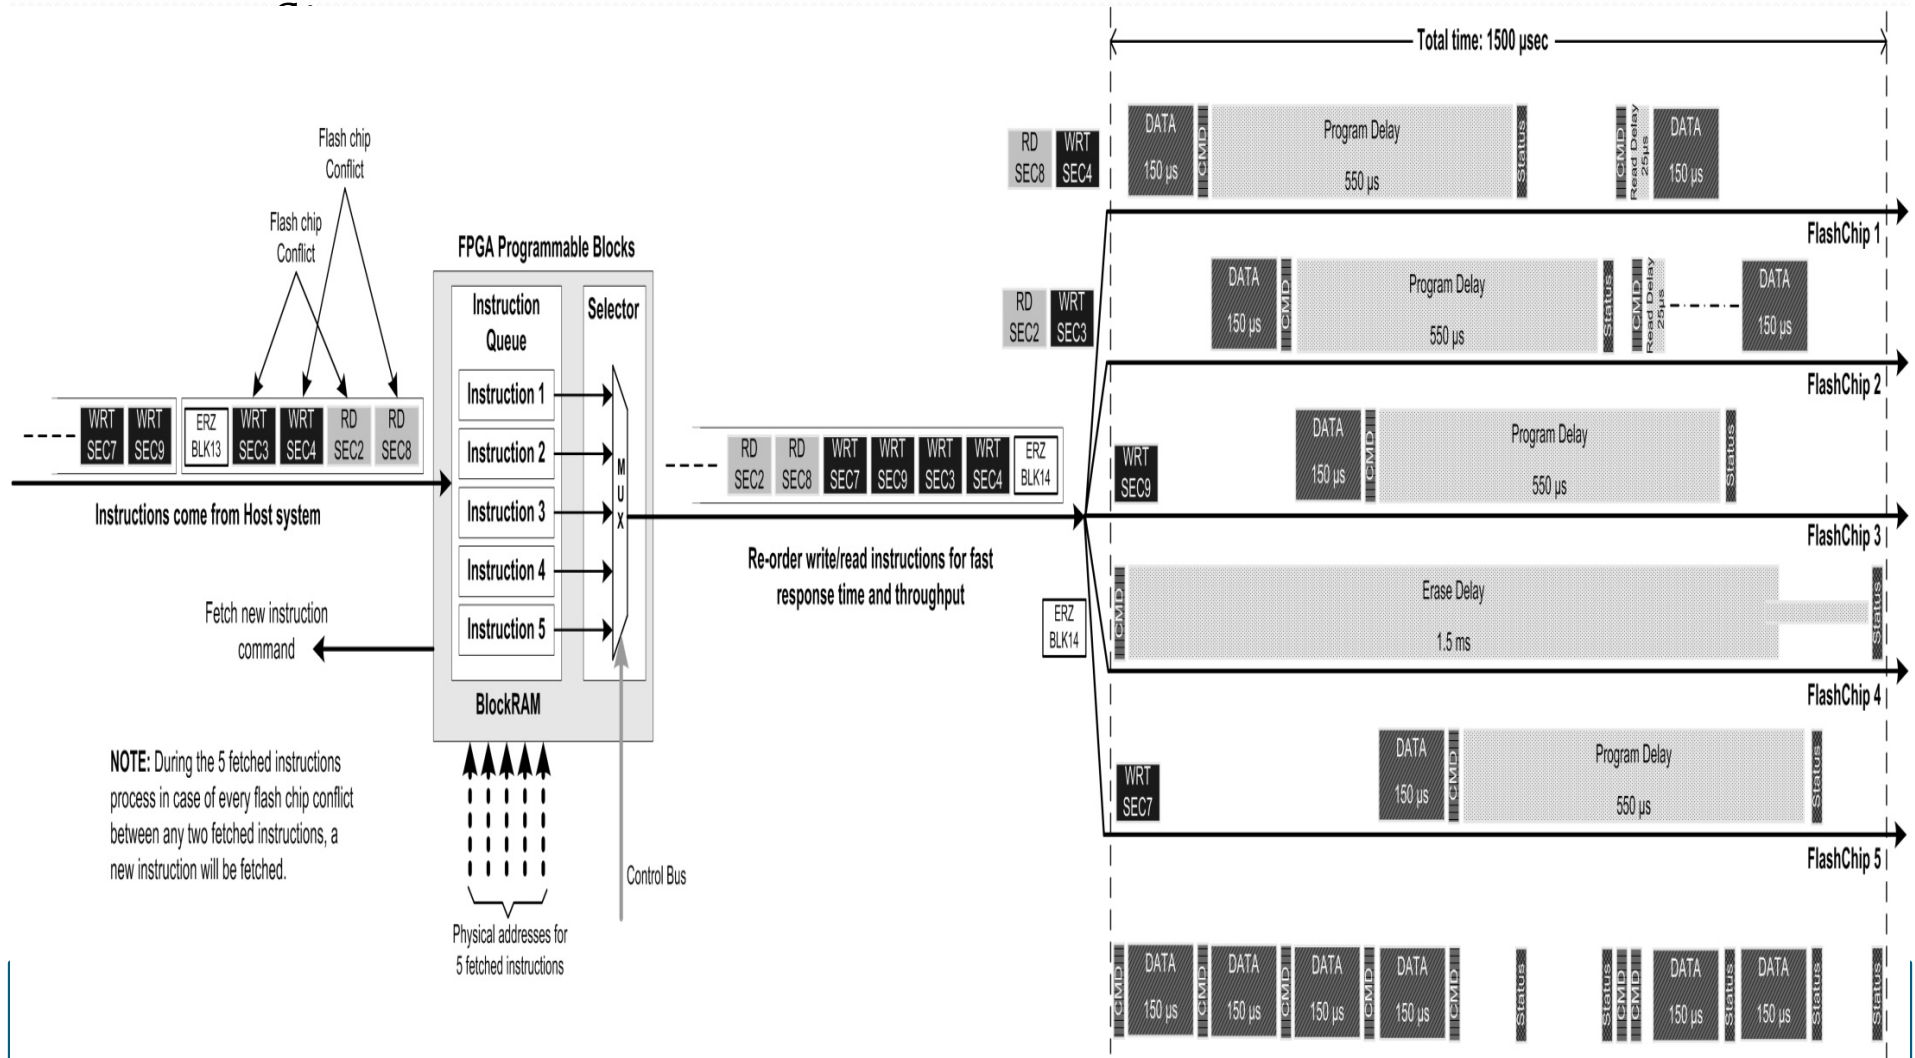 Total time: 1500 µsec
Flash chip
Conflict
Flash chip
Conflict
WRT
SEC7
WRT
SEC9
ERZ
BLK13
WRT
SEC3
WRT
SEC4
RD
SEC2
RD
SEC8
Instructions come from Host system
Fetch new instruction
command
NOTE: During the 5 fetched instructions
process in case of every flash chip conflict
between any two fetched instructions, a
new instruction will be fetched.
FPGA Programmable Blocks
Instruction
Queue
Instruction 1
Instruction 2
Instruction 3
Instruction 4
Instruction 5
BlockRAM
Selector
MUX
Physical addresses for
5 fetched instructions
Control Bus
RD
SEC2
RD
SEC8
WRT
SEC7
WRT
SEC9
WRT
SEC3
WRT
SEC4
ERZ
BLK14
Re-order write/read instructions for fast
response time and throughput
RD
SEC8
WRT
SEC4
DATA
150 µs
CMD
Program Delay
550 µs
Status
CMD
Read Delay
25µs
DATA
150 µs
FlashChip 1
RD
SEC2
WRT
SEC3
DATA
150 µs
CMD
Program Delay
550 µs
Status
CMD
Read Delay
25µs
DATA
150 µs
FlashChip 2
WRT
SEC9
DATA
150 µs
CMD
Program Delay
550 µs
Status
FlashChip 3
ERZ
BLK14
CMD
Erase Delay
1.5 ms
Status
FlashChip 4
WRT
SEC7
DATA
150 µs
CMD
Program Delay
550 µs
Status
FlashChip 5
CMD
DATA
150 µs
CMD
DATA
150 µs
CMD
DATA
150 µs
CMD
DATA
150 µs
CMD
Status
Status
CMD
CMD
DATA
150 µs
Status
DATA
150 µs
Status
Status